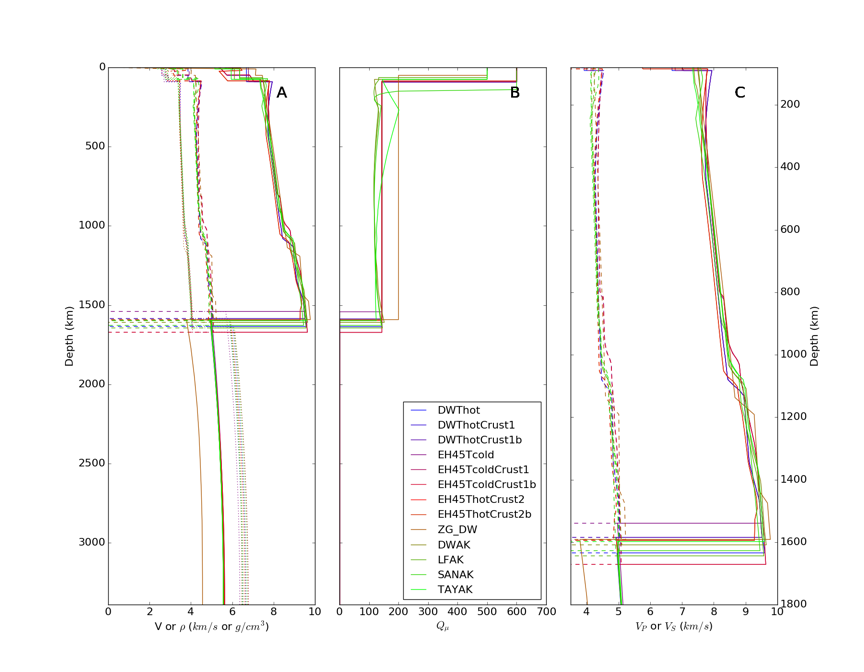 A
B
C
0
500
1000
1500
2000
2500
3000
Depth (km)
0 2 4 6 8 10
V or ρ (km/s or g/cm³)
0 100 200 300 400 500 600 700
Qμ
DWThot
DWThotCrust1
DWThotCrust1b
EH45Tcold
EH45TcoldCrust1
EH45TcoldCrust1b
EH45ThotCrust2
EH45ThotCrust2b
ZG_DW
DWAK
LFAK
SANAK
TAYAK
4 5 6 7 8 9 10
V_P or V_S (km/s)
200
400
600
800
1000
1200
1400
1600
1800
Depth (km)